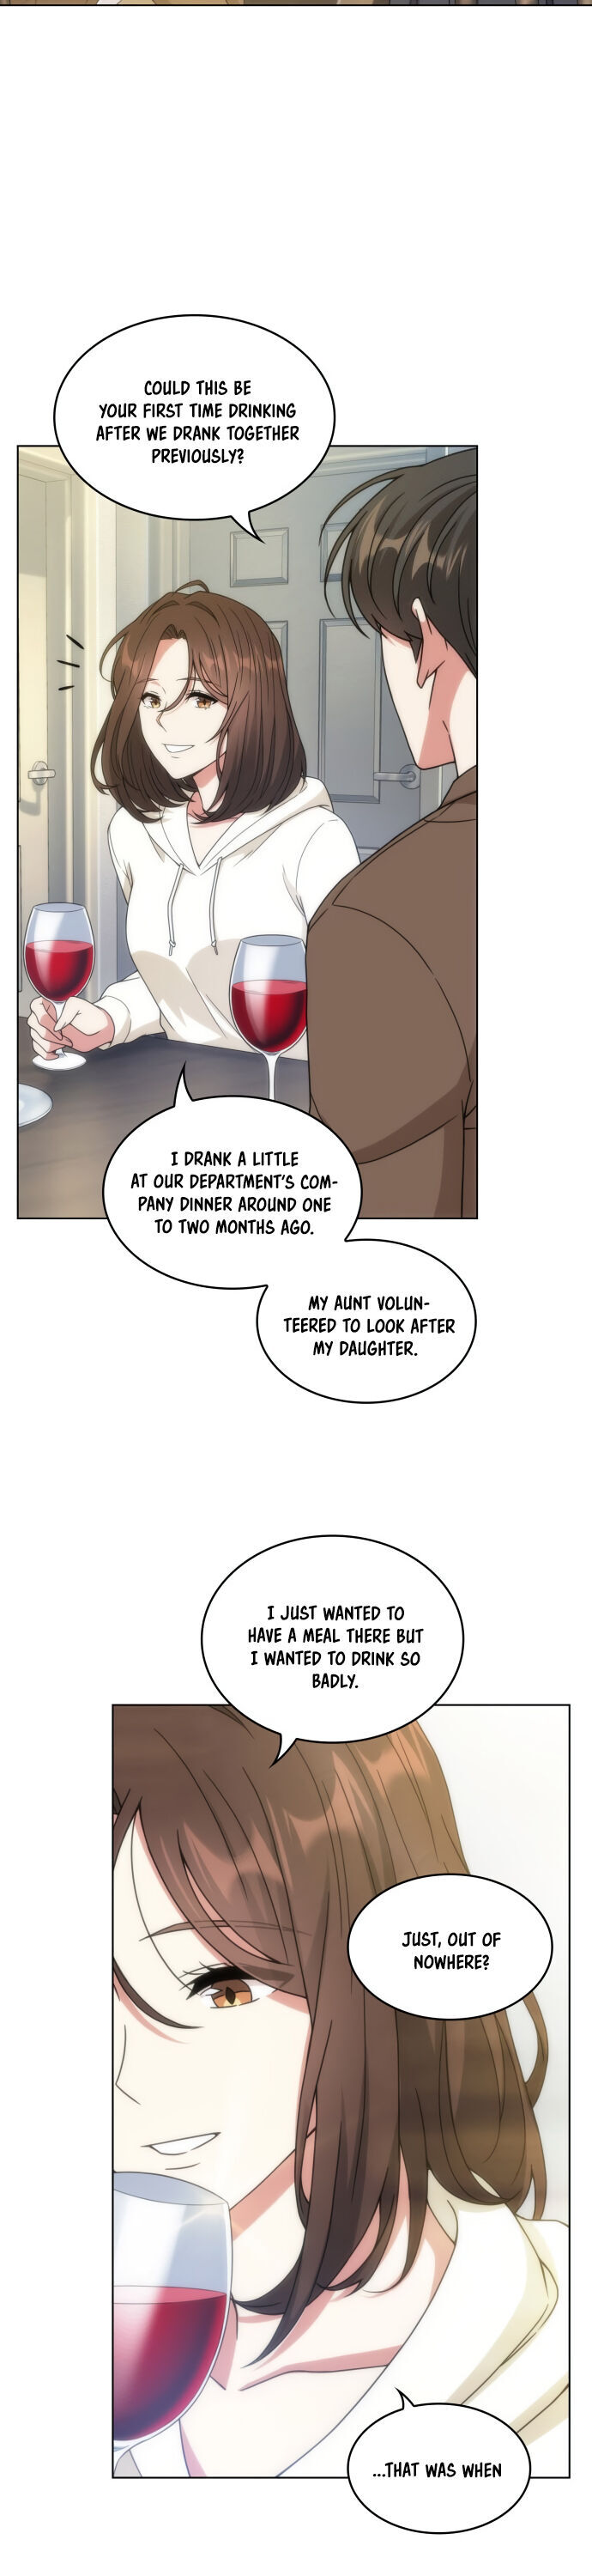 COULD THIS BE
YOUR FIRST TIME DRINKING
AFTER WE DRANK TOGETHER
PREVIOUSLY?
I DRANK A LITTLE
AT OUR DEPARTMENT'S COM-
PANY DINNER AROUND ONE
TO TWO MONTHS AGO.
MY AUNT VOLUN-
TEERED TO LOOK AFTER
MY DAUGHTER.
I JUST WANTED TO
HAVE A MEAL THERE BUT
I WANTED TO DRINK SO
BADLY.
JUST, OUT OF
NOWHERE?
...THAT WAS WHEN